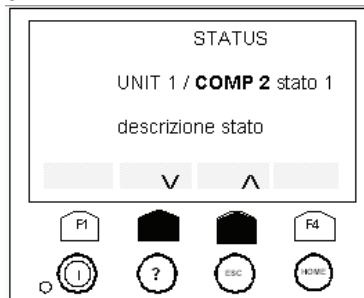 STATUS
UNIT 1 / COMP 2 stato 1
descrizione stato
V Λ
F1 F4
I ? ESC HOME